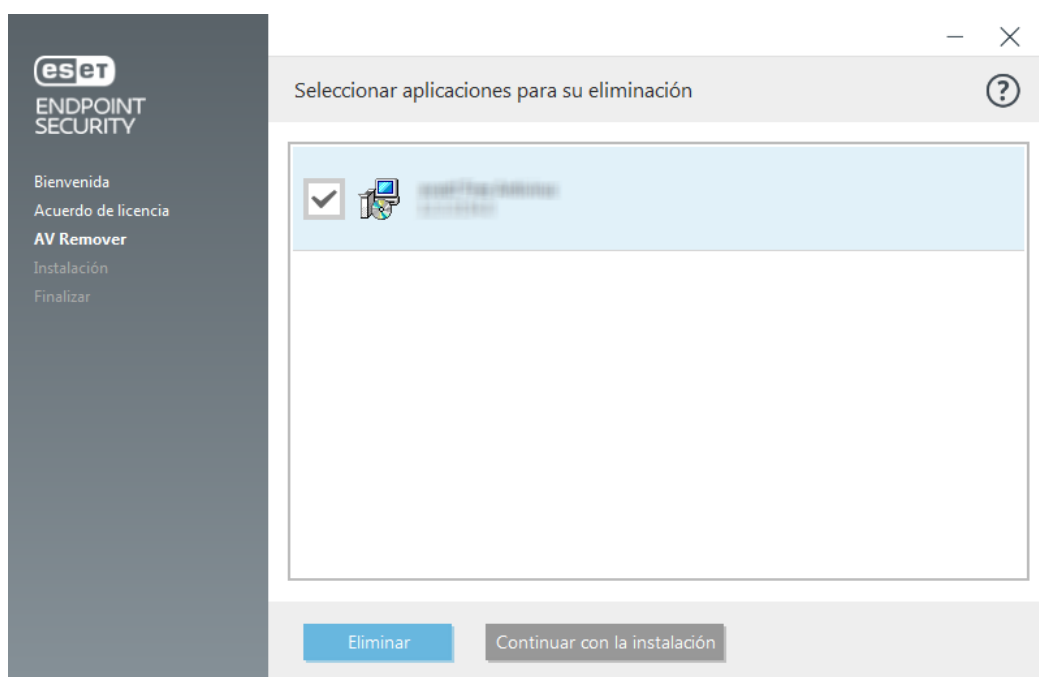 eset
ENDPOINT
SECURITY
Bienvenida
Acuerdo de licencia
AV Remover
Instalación
Finalizar
Seleccionar aplicaciones para su eliminación
?
Eliminar
Continuar con la instalación